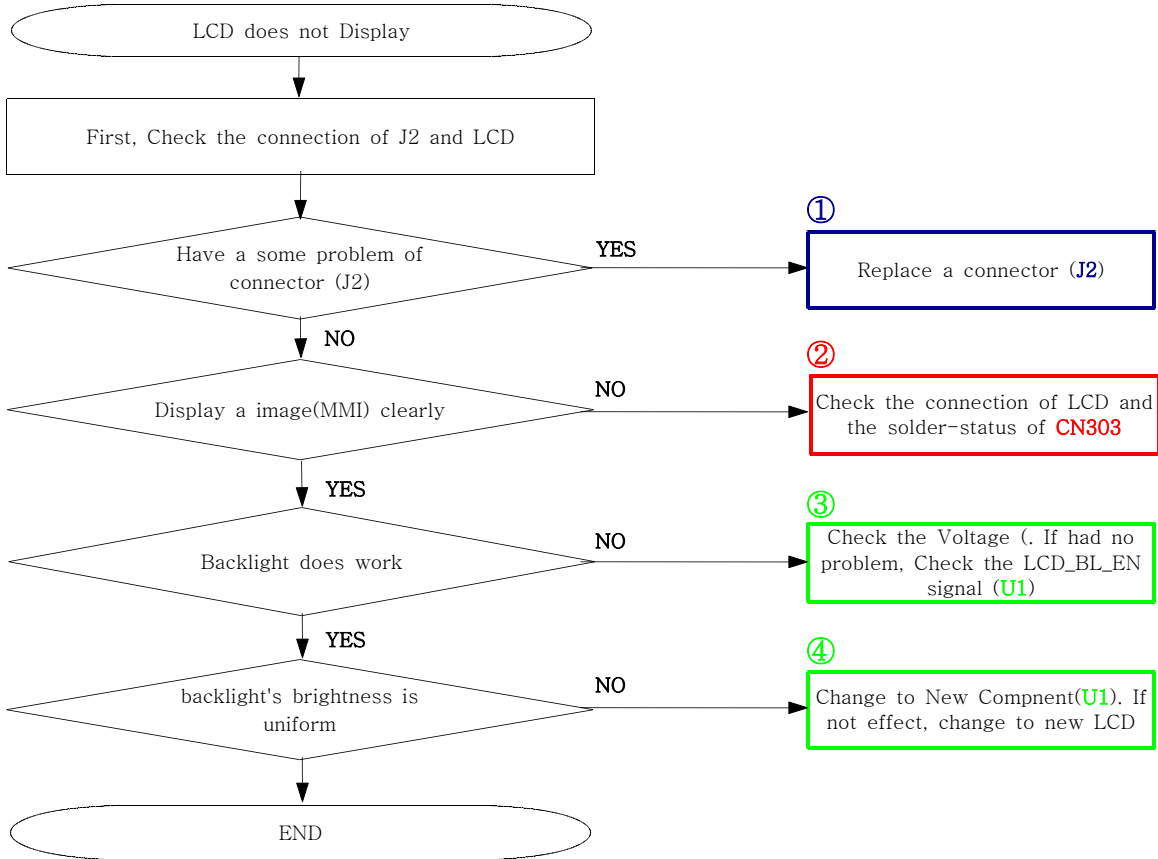 LCD does not Display
First, Check the connection of J2 and LCD
①
Have a some problem of
connector (J2)
YES
Replace a connector (J2)
NO
②
Display a image(MMI) clearly
NO
Check the connection of LCD and
the solder-status of CN303
YES
③
Backlight does work
NO
Check the Voltage (. If had no
problem, Check the LCD_BL_EN
signal (U1)
YES
④
backlight's brightness is
uniform
NO
Change to New Compnent(U1). If
not effect, change to new LCD
END